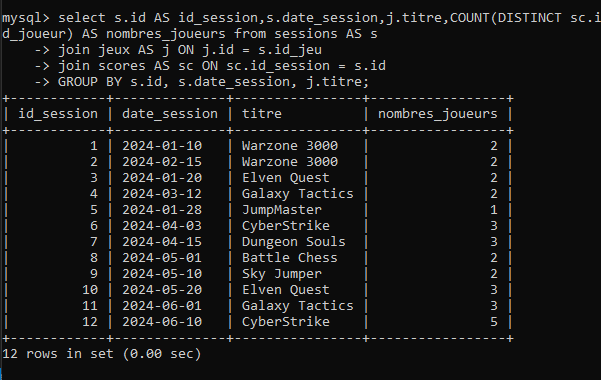 mysql> select s.id AS id_session,s.date_session,j.titre,COUNT(DISTINCT sc.i
d_joueur) AS nombres_joueurs from sessions AS s
    -> join jeux AS j ON j.id = s.id_jeu
    -> join scores AS sc ON sc.id_session = s.id
    -> GROUP BY s.id, s.date_session, j.titre;
+------------+--------------+-----------------+-----------------+
| id_session | date_session | titre           | nombres_joueurs |
+------------+--------------+-----------------+-----------------+
|          1 | 2024-01-10   | Warzone 3000    |               2 |
|          2 | 2024-02-15   | Warzone 3000    |               2 |
|          3 | 2024-01-20   | Elven Quest     |               2 |
|          4 | 2024-03-12   | Galaxy Tactics  |               2 |
|          5 | 2024-01-28   | JumpMaster      |               1 |
|          6 | 2024-04-03   | CyberStrike     |               3 |
|          7 | 2024-04-15   | Dungeon Souls   |               3 |
|          8 | 2024-05-01   | Battle Chess    |               2 |
|          9 | 2024-05-10   | Sky Jumper      |               2 |
|         10 | 2024-05-20   | Elven Quest     |               3 |
|         11 | 2024-06-01   | Galaxy Tactics  |               3 |
|         12 | 2024-06-10   | CyberStrike     |               5 |
+------------+--------------+-----------------+-----------------+
12 rows in set (0.00 sec)